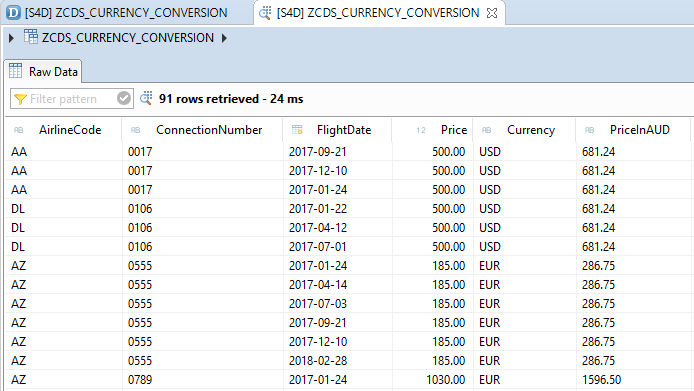 [S4D] ZCDS_CURRENCY_CONVERSION [S4D] ZCDS_CURRENCY_CONVERSION
ZCDS_CURRENCY_CONVERSION
Raw Data
Filter pattern 91 rows retrieved - 24 ms
AB AirlineCode AB ConnectionNumber FlightDate 12 Price AB Currency AB PriceInAUD
AA 0017 2017-09-21 500.00 USD 681.24
AA 0017 2017-12-10 500.00 USD 681.24
AA 0017 2017-01-24 500.00 USD 681.24
DL 0106 2017-01-22 500.00 USD 681.24
DL 0106 2017-04-12 500.00 USD 681.24
DL 0106 2017-07-01 500.00 USD 681.24
AZ 0555 2017-01-24 185.00 EUR 286.75
AZ 0555 2017-04-14 185.00 EUR 286.75
AZ 0555 2017-07-03 185.00 EUR 286.75
AZ 0555 2017-09-21 185.00 EUR 286.75
AZ 0555 2017-12-10 185.00 EUR 286.75
AZ 0555 2018-02-28 185.00 EUR 286.75
AZ 0789 2017-01-24 1030.00 EUR 1596.50